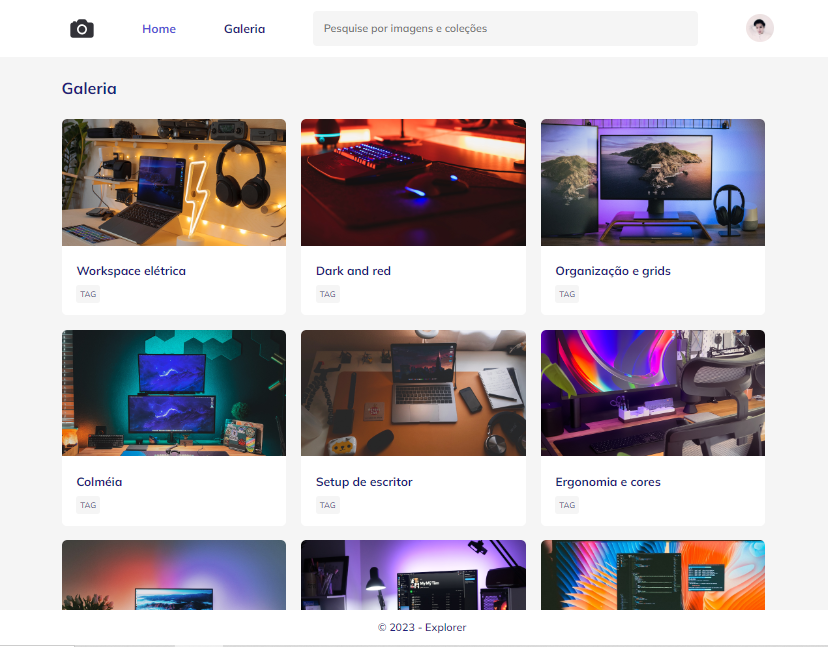 Home
Galeria
Pesquise por imagens e coleções
Galeria
Workspace elétrica
TAG
Dark and red
TAG
Organização e grids
TAG
Colméia
TAG
Setup de escritor
TAG
Ergonomia e cores
TAG
© 2023 - Explorer